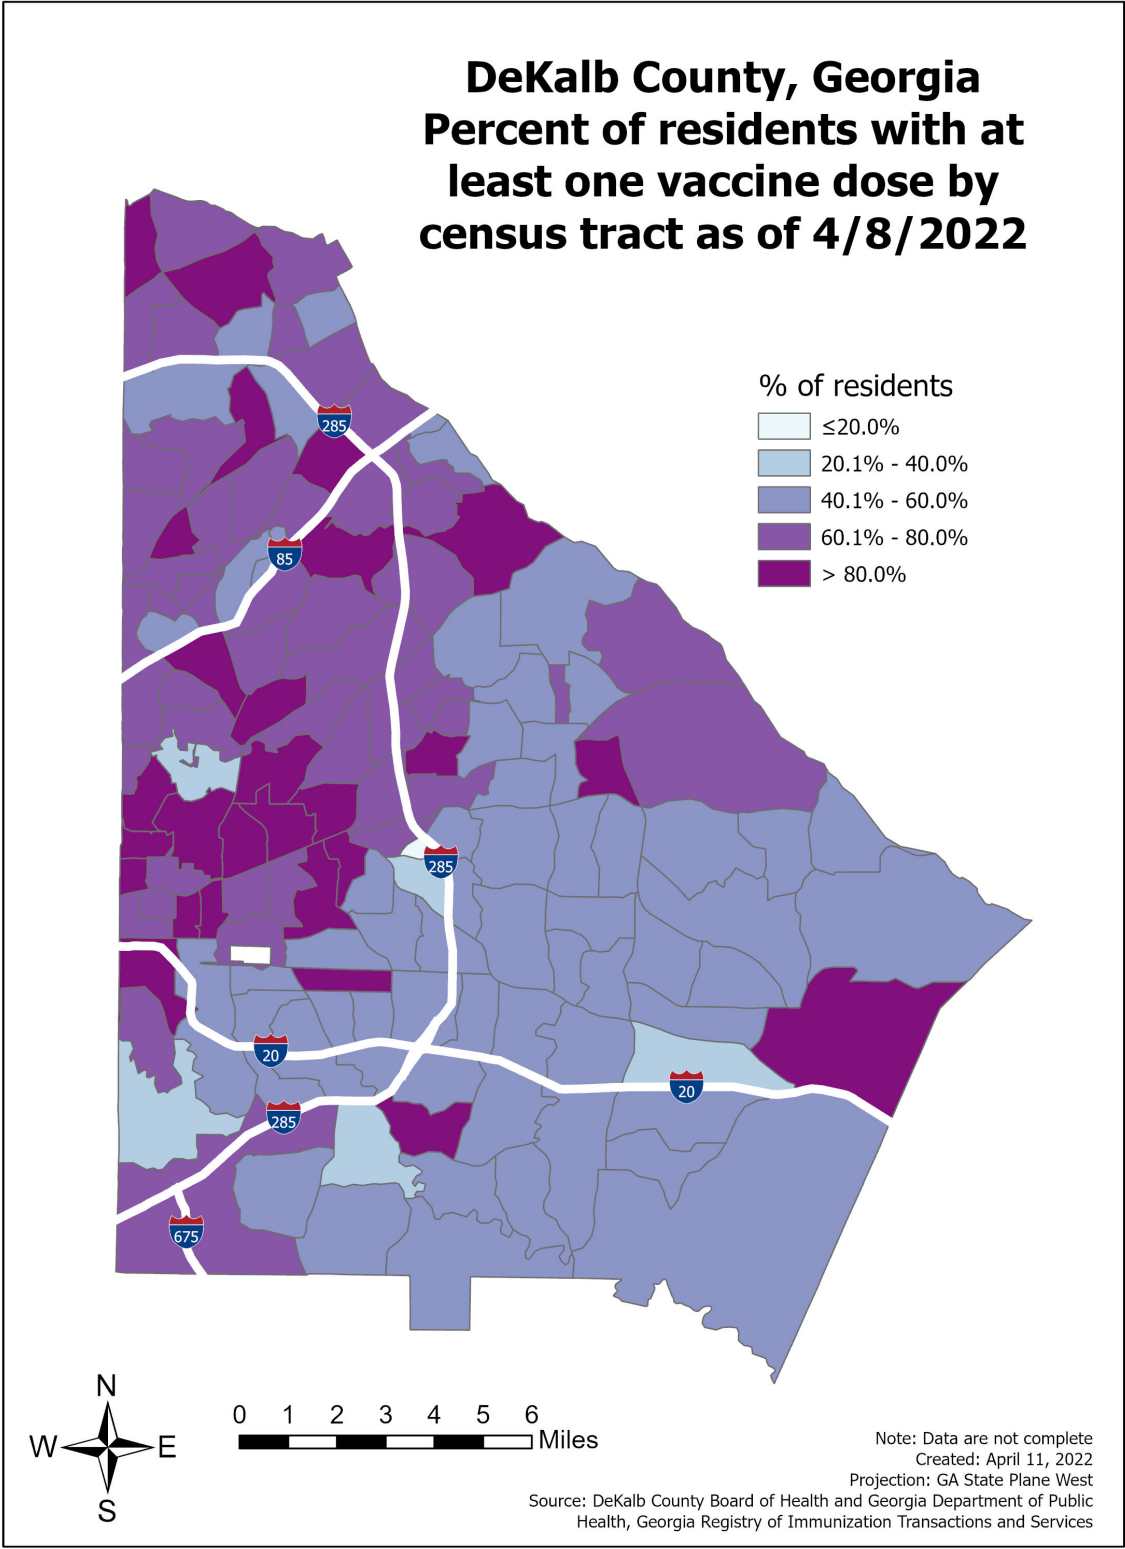 DeKalb County, Georgia
Percent of residents with at
least one vaccine dose by
census tract as of 4/8/2022
% of residents
≤20.0%
20.1% - 40.0%
40.1% - 60.0%
60.1% - 80.0%
> 80.0%
285
85
285
20
20
285
675
N
W E
S
0 1 2 3 4 5 6
Miles
Note: Data are not complete
Created: April 11, 2022
Projection: GA State Plane West
Source: DeKalb County Board of Health and Georgia Department of Public
Health, Georgia Registry of Immunization Transactions and Services